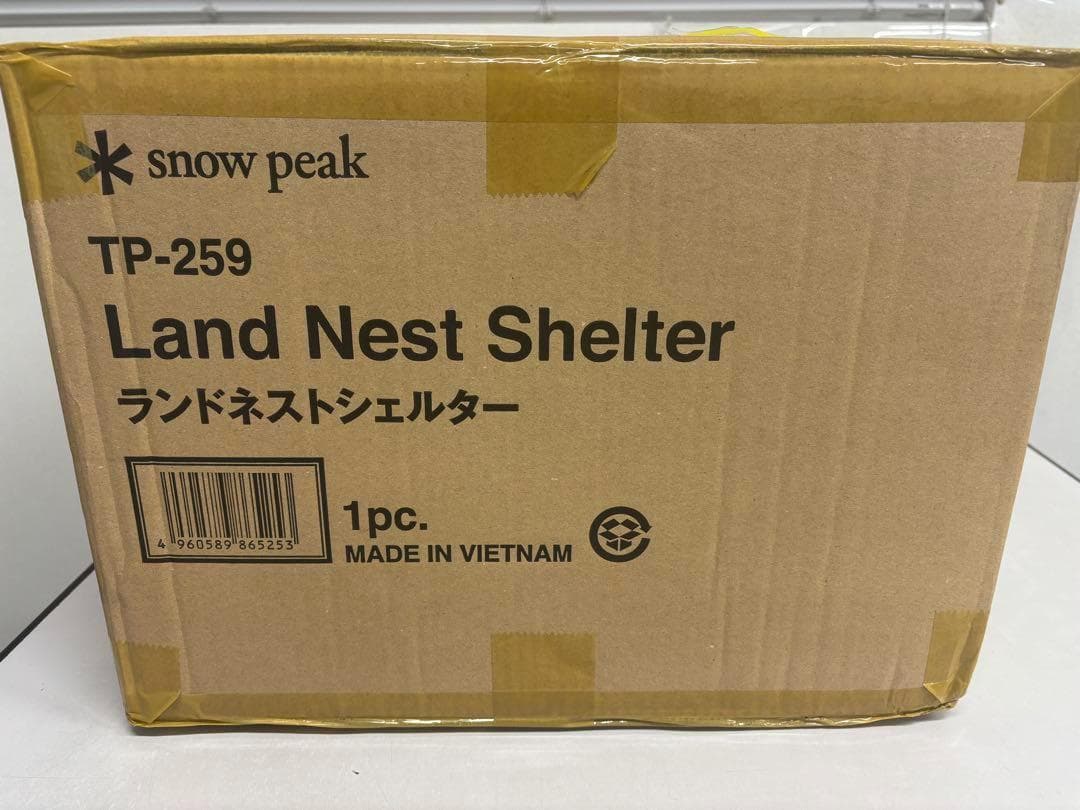 snow peak
TP-259
Land Nest Shelter
ランドネストシェルター
4 960589 865253
1pc.
MADE IN VIETNAM